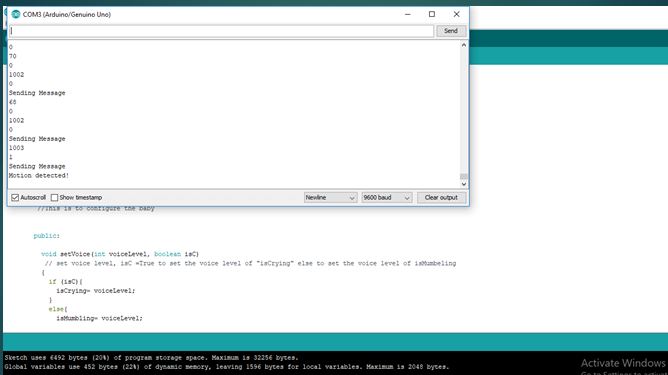 COM3 (Arduino/Genuino Uno)
Send
0
70
0
1002
0
Sending Message
68
0
1002
0
Sending Message
1003
1
Sending Message
Motion detected!
Autoscroll Show timestamp Newline 9600 baud Clear output
//This is to configure the baby
public:
void setVoice(int voiceLevel, boolean isC)
// set voice level, isC =True to set the voice level of "isCrying" else to set the voice level of isMumbeling
{
if (isC){
isCrying= voiceLevel;
}
else{
isMumbling= voiceLevel;
Sketch uses 6492 bytes (20%) of program storage space. Maximum is 32256 bytes.
Global variables use 452 bytes (22%) of dynamic memory, leaving 1596 bytes for local variables. Maximum is 2048 bytes.
Activate Windows
Go to Settings to activate